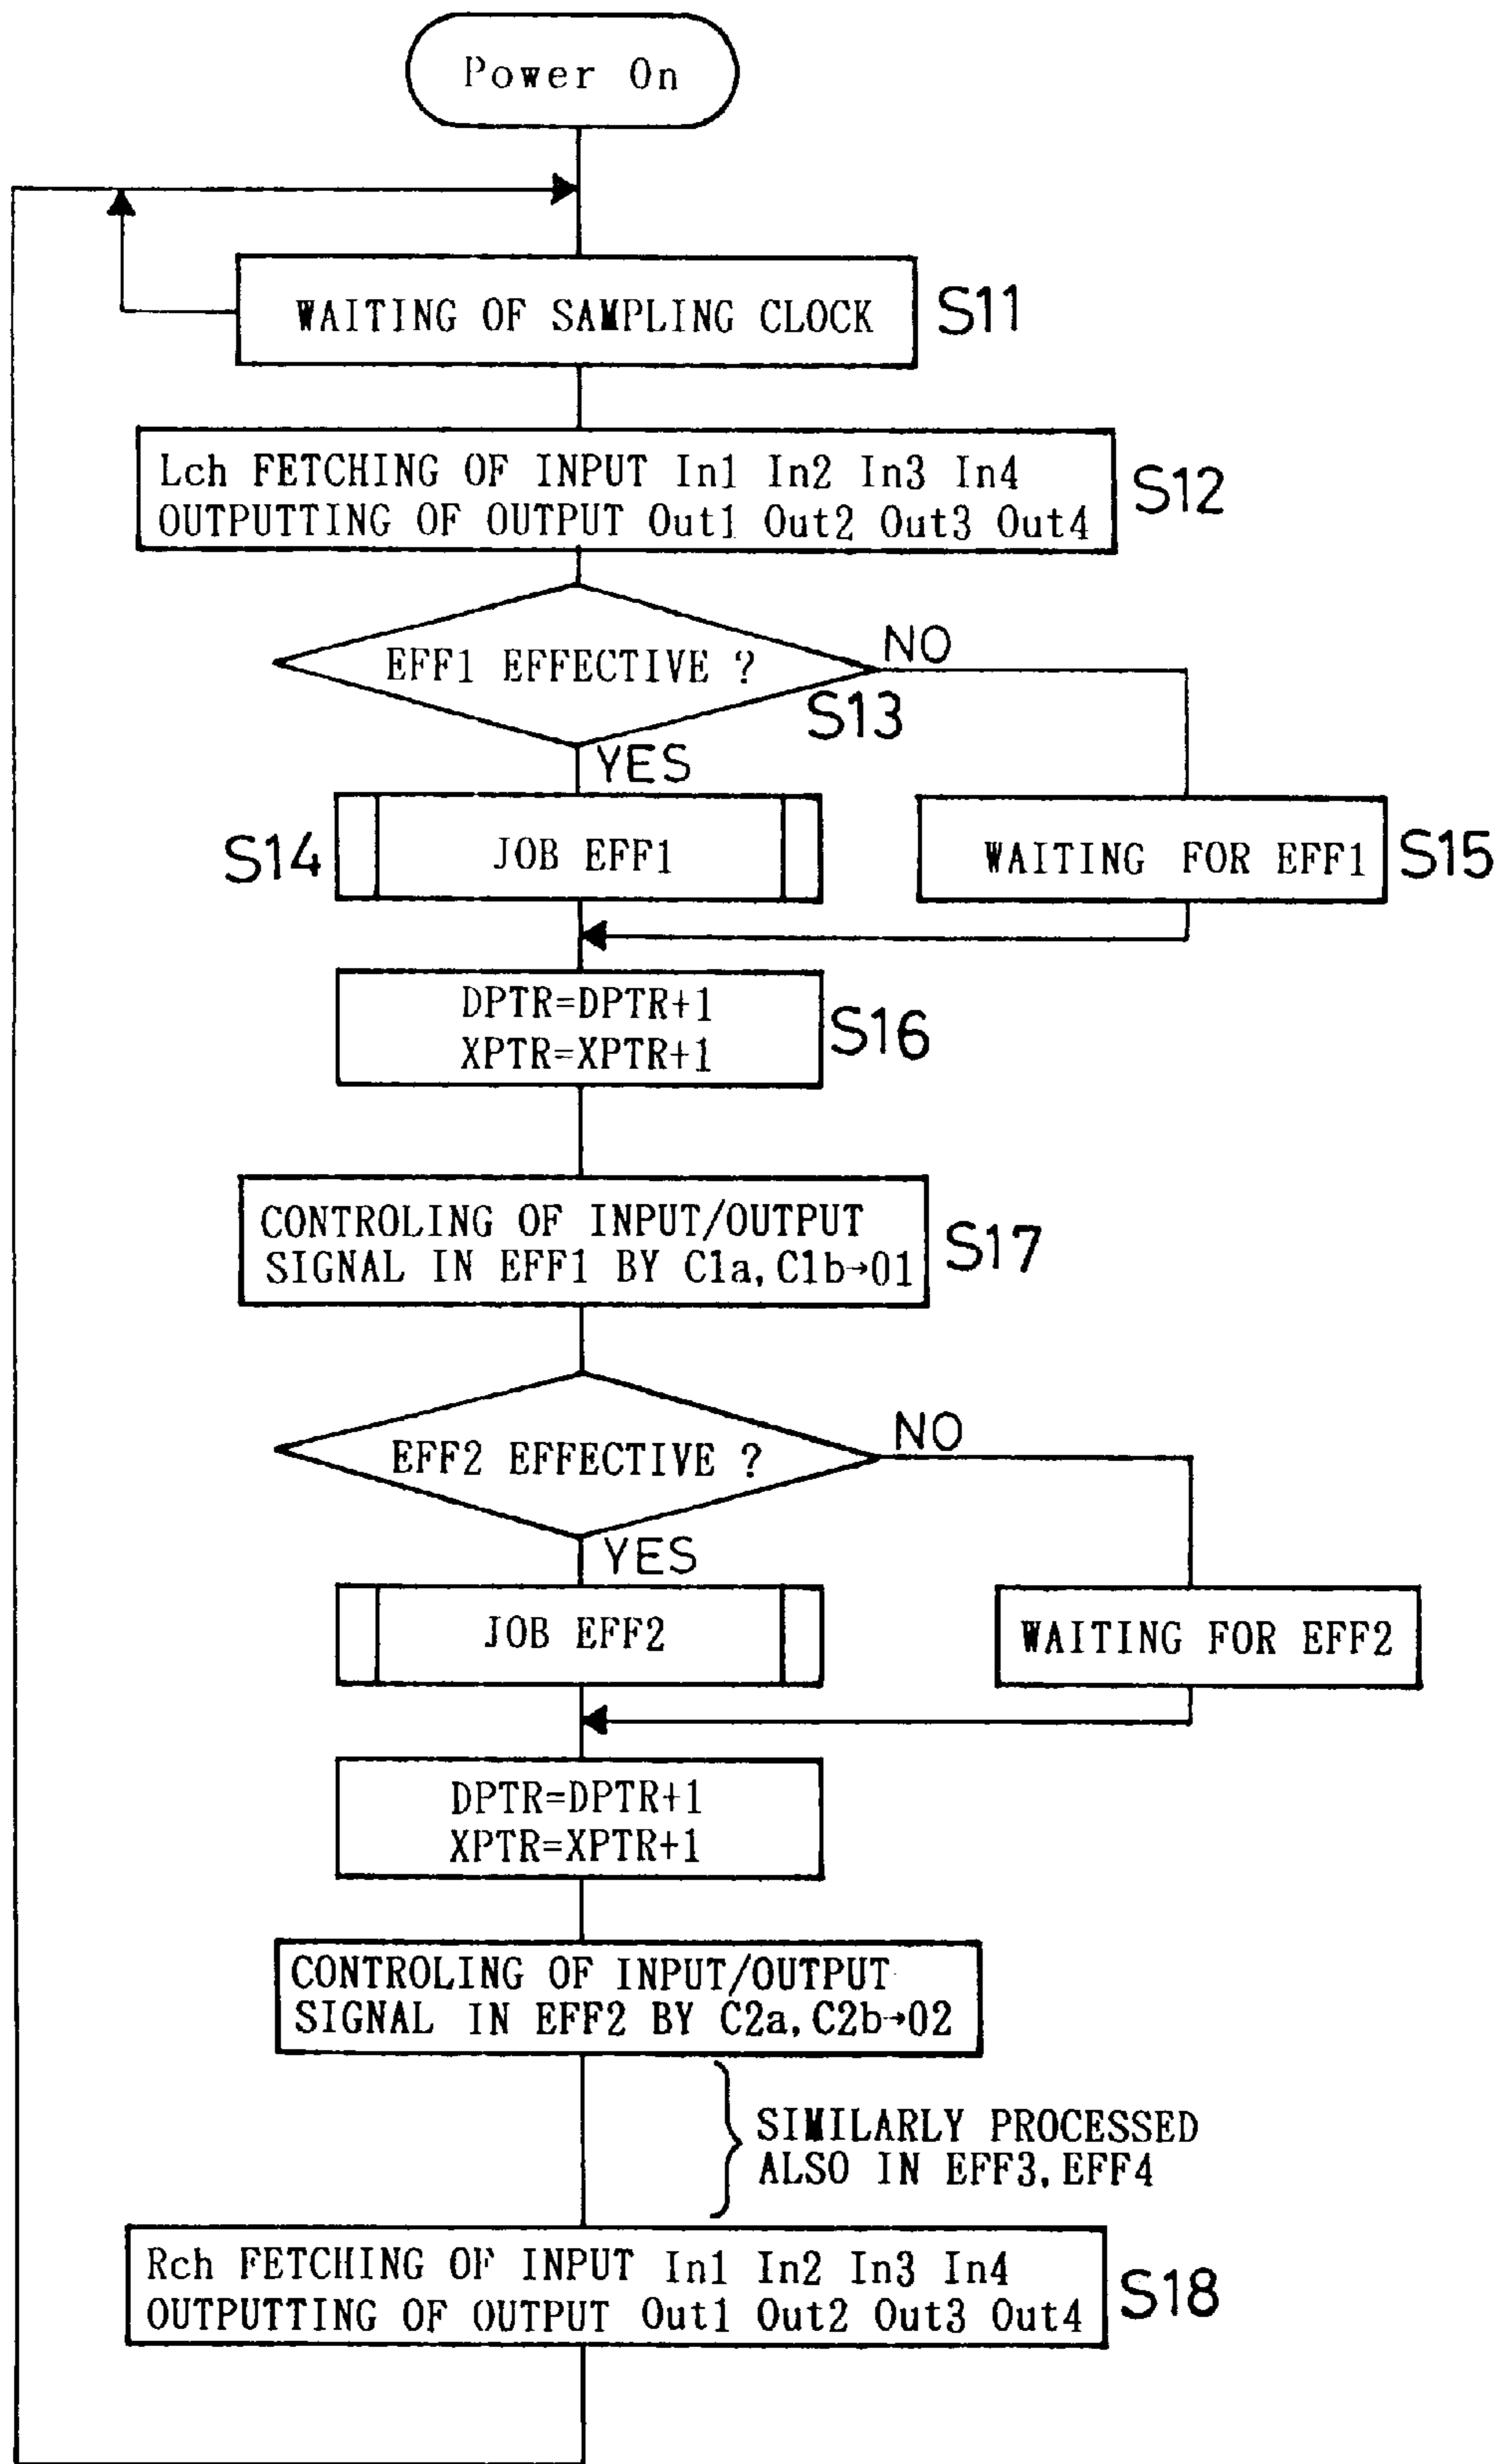 Power On
WAITING OF SAMPLING CLOCK
S11
Lch FETCHING OF INPUT In1 In2 In3 In4
OUTPUTTING OF OUTPUT Out1 Out2 Out3 Out4
S12
EFF1 EFFECTIVE ?
NO
S13
YES
S14
JOB EFF1
WAITING FOR EFF1
S15
DPTR=DPTR+1
XPTR=XPTR+1
S16
CONTROLING OF INPUT/OUTPUT
SIGNAL IN EFF1 BY C1a, C1b→01
S17
EFF2 EFFECTIVE ?
NO
YES
JOB EFF2
WAITING FOR EFF2
DPTR=DPTR+1
XPTR=XPTR+1
CONTROLING OF INPUT/OUTPUT
SIGNAL IN EFF2 BY C2a, C2b→02
SIMILARLY PROCESSED
ALSO IN EFF3, EFF4
Rch FETCHING OF INPUT In1 In2 In3 In4
OUTPUTTING OF OUTPUT Out1 Out2 Out3 Out4
S18